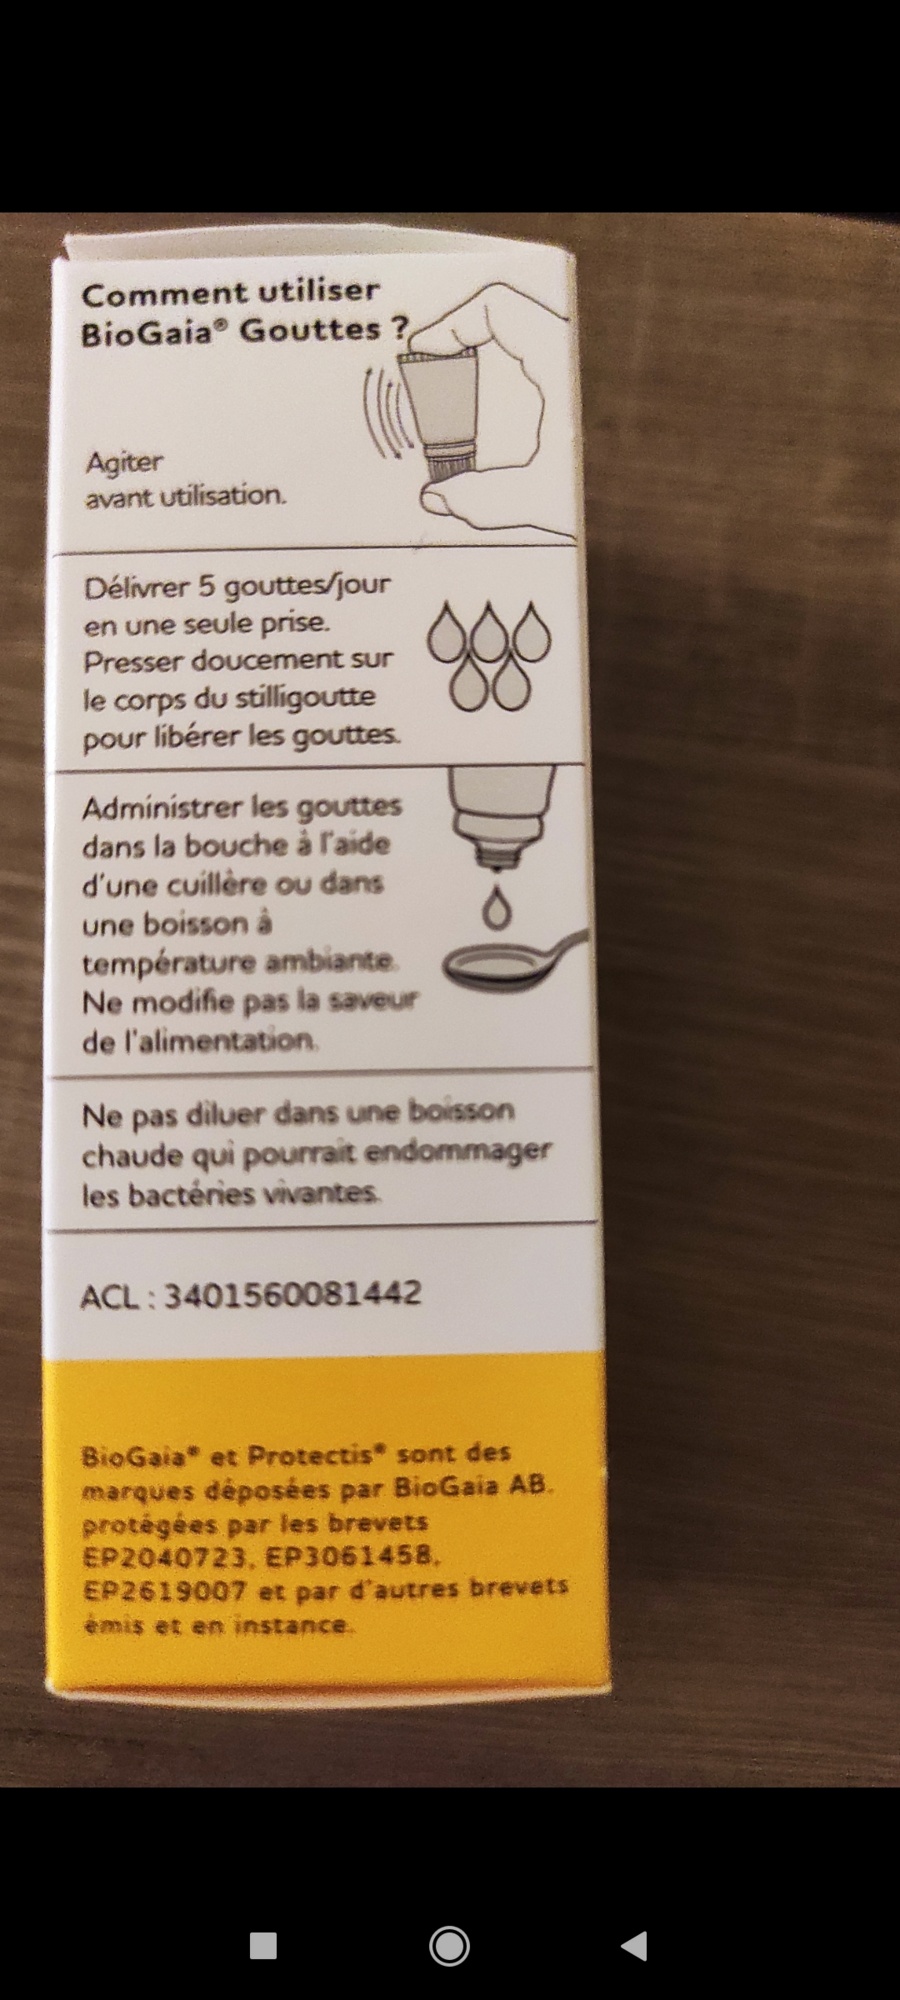 Comment utiliser
BioGaia® Gouttes ?
Agiter
avant utilisation.
Délivrer 5 gouttes/jour
en une seule prise.
Presser doucement sur
le corps du stilligoutte
pour libérer les gouttes.
Administrer les gouttes
dans la bouche à l'aide
d'une cuillère ou dans
une boisson à
température ambiante.
Ne modifie pas la saveur
de l'alimentation.
Ne pas diluer dans une boisson
chaude qui pourrait endommager
les bactéries vivantes.
ACL : 3401560081442
BioGaia® et Protectis® sont des
marques déposées par BioGaia AB.
protégées par les brevets
EP2040723, EP3061458,
EP2619007 et par d'autres brevets
émis et en instance.